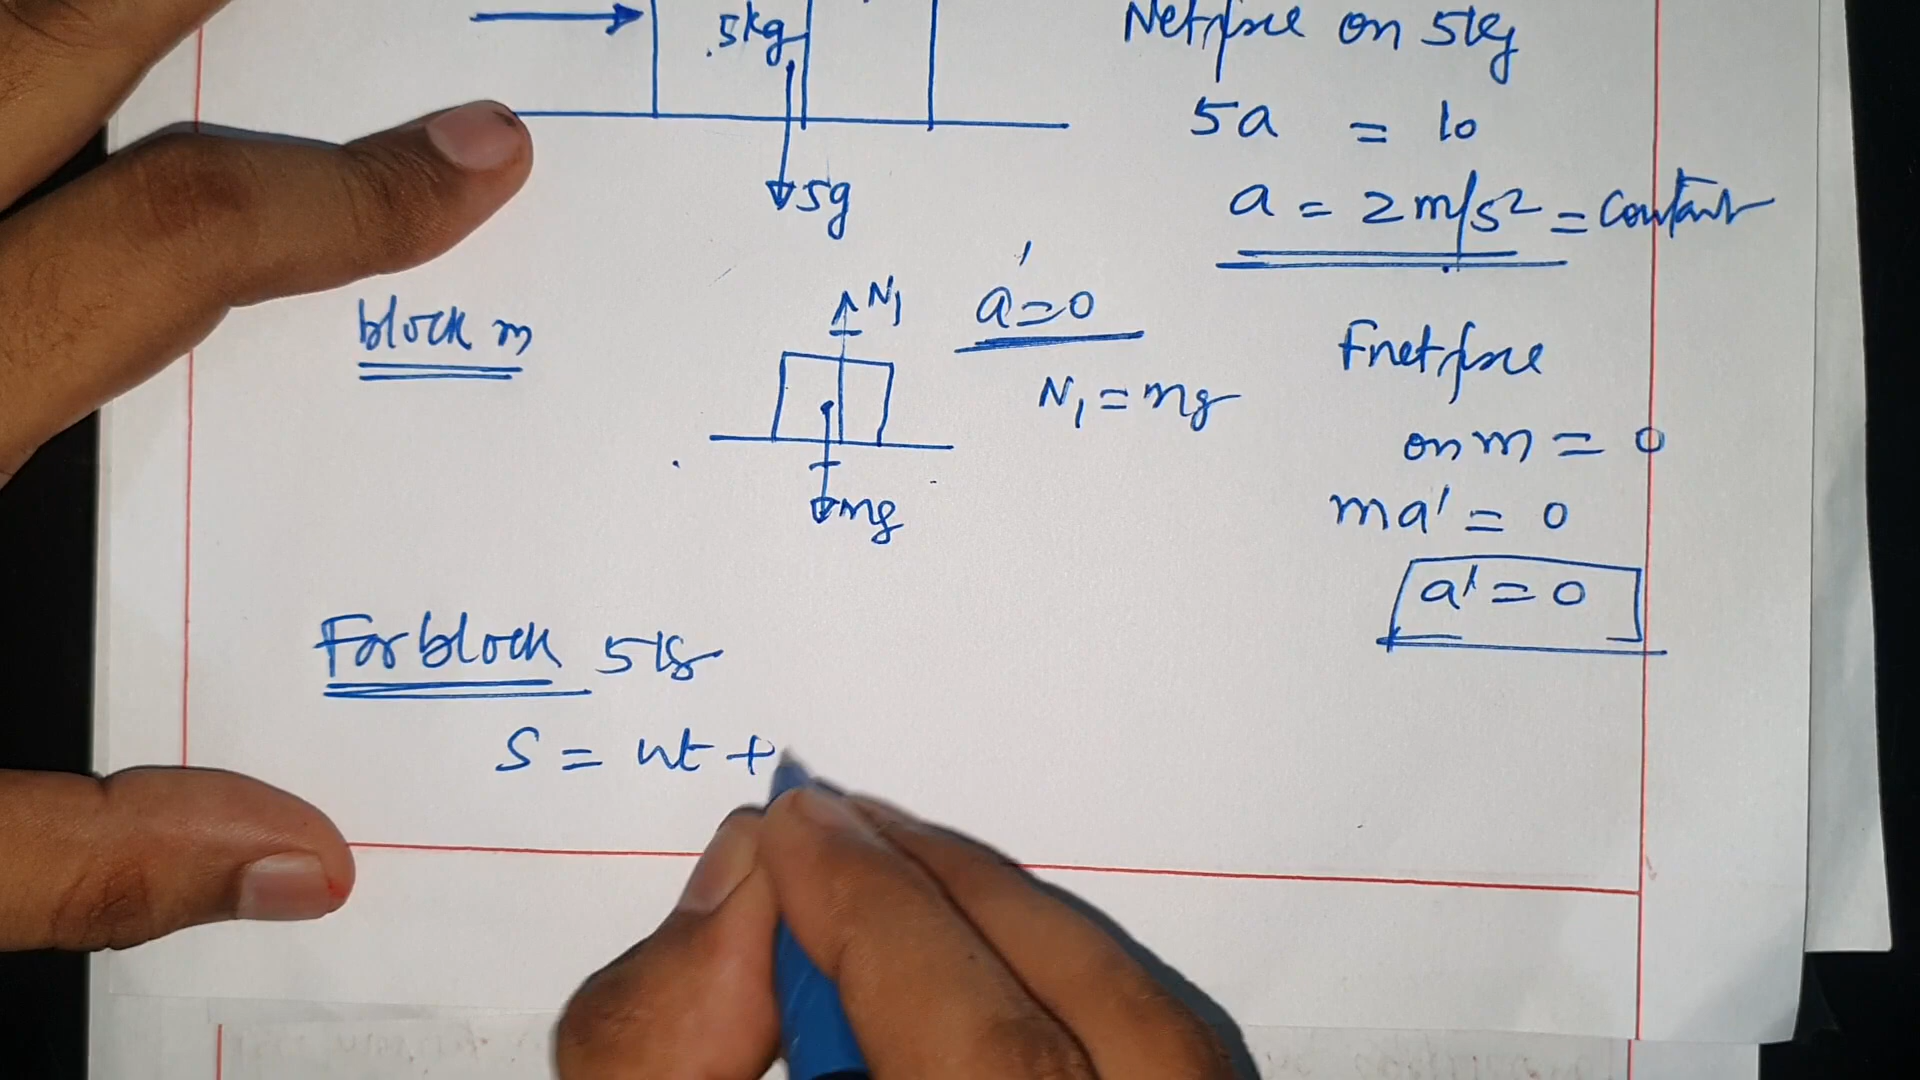 5kg
Net force on 5kg
5a = 10
5g
a = 2 m/s² = constant
block m
N₁
a' = 0
N₁ = mg
mg
Fnet force
on m = 0
ma' = 0
a' = 0
For block 5kg
S = ut +